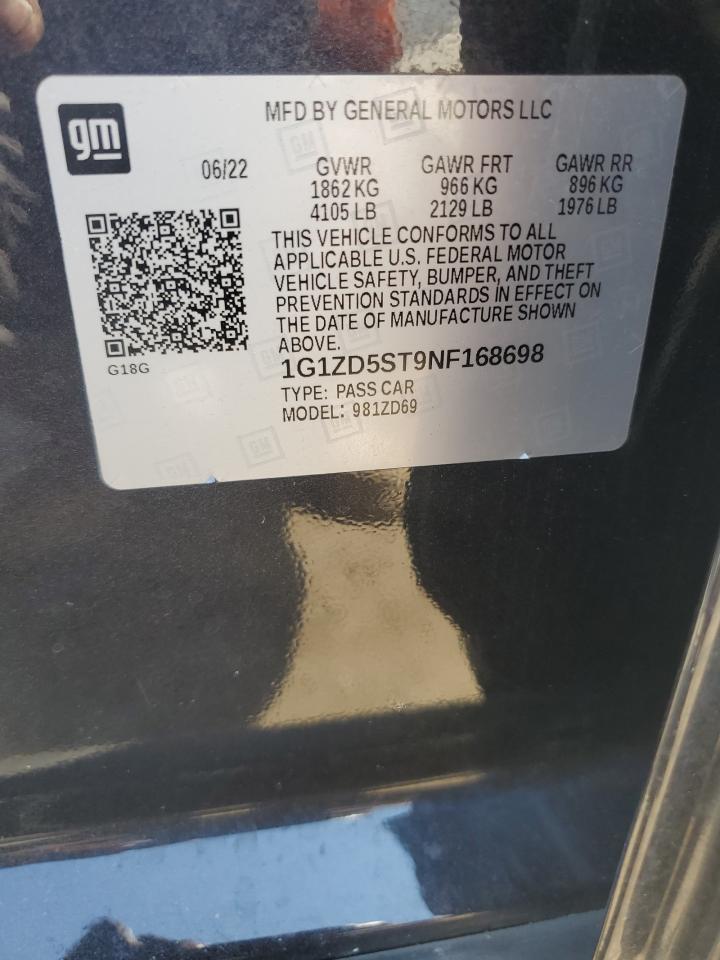 gm
MFD BY GENERAL MOTORS LLC
06/22 GVWR GAWR FRT GAWR RR
1862 KG 966 KG 896 KG
4105 LB 2129 LB 1976 LB
THIS VEHICLE CONFORMS TO ALL
APPLICABLE U.S. FEDERAL MOTOR
VEHICLE SAFETY, BUMPER, AND THEFT
PREVENTION STANDARDS IN EFFECT ON
THE DATE OF MANUFACTURE SHOWN
ABOVE.
G18G
1G1ZD5ST9NF168698
TYPE: PASS CAR
MODEL: 981ZD69
GM